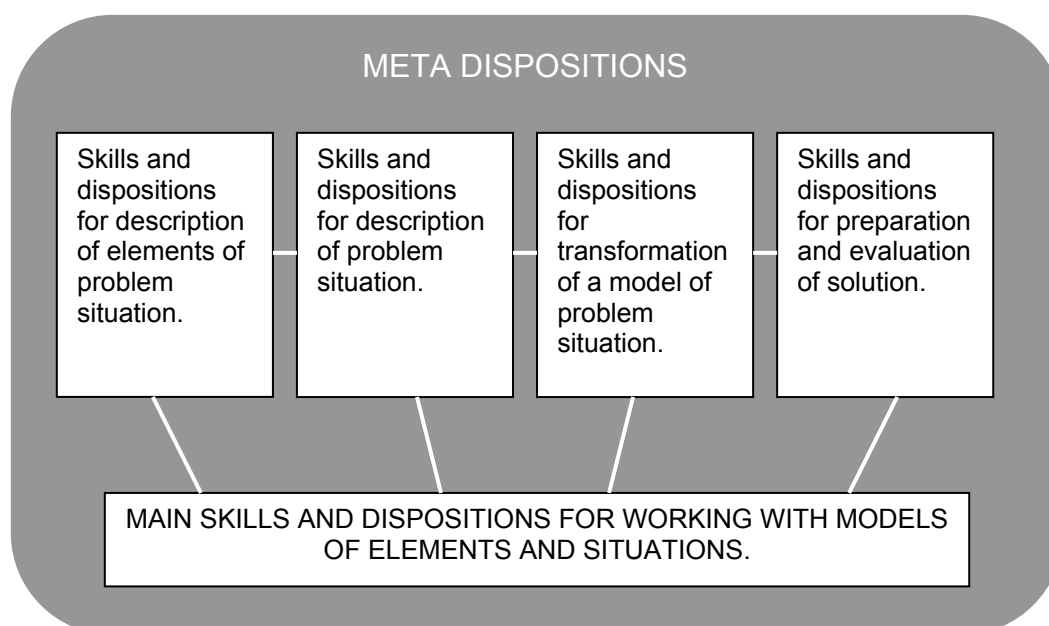 META DISPOSITIONS
Skills and
dispositions
for description
of elements of
problem
situation.
Skills and
dispositions
for description
of problem
situation.
Skills and
dispositions
for
transformation
of a model of
problem
situation.
Skills and
dispositions
for preparation
and evaluation
of solution.
MAIN SKILLS AND DISPOSITIONS FOR WORKING WITH MODELS
OF ELEMENTS AND SITUATIONS.